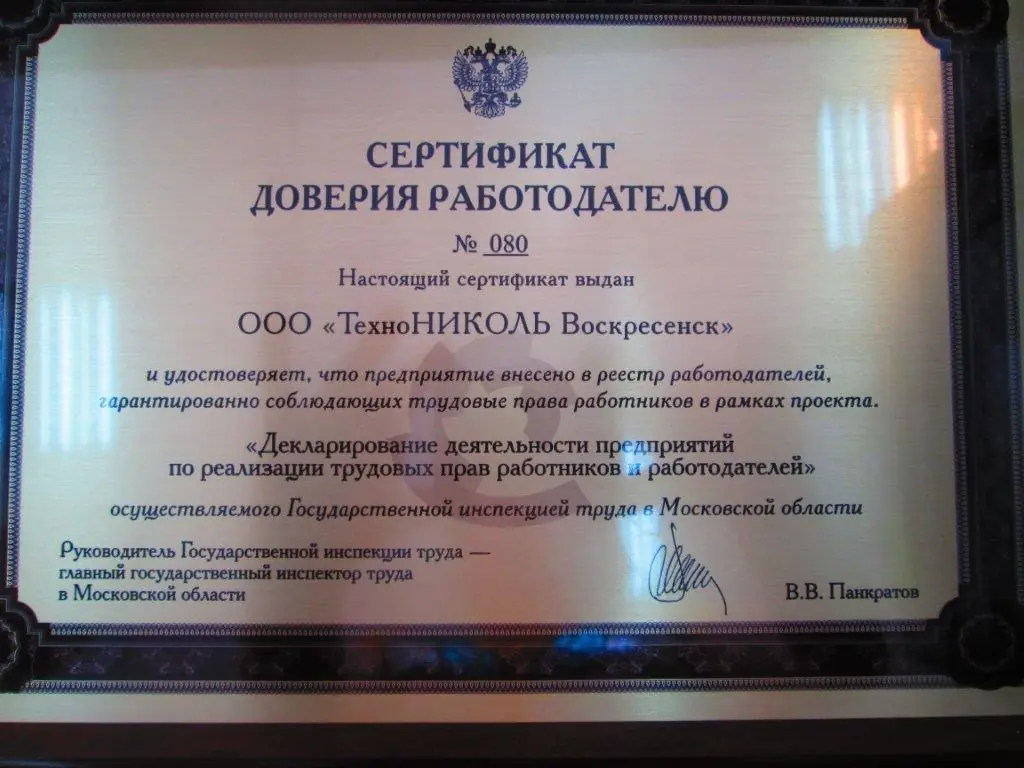 СЕРТИФИКАТ
ДОВЕРИЯ РАБОТОДАТЕЛЮ
№ 080
Настоящий сертификат выдан
ООО «ТехноНИКОЛЬ Воскресенск»
и удостоверяет, что предприятие внесено в реестр работодателей,
гарантированно соблюдающих трудовые права работников в рамках проекта.
«Декларирование деятельности предприятий
по реализации трудовых прав работников и работодателей»
осуществляемого Государственной инспекцией труда в Московской области
Руководитель Государственной инспекции труда —
главный государственный инспектор труда
в Московской области
В.В. Панкратов